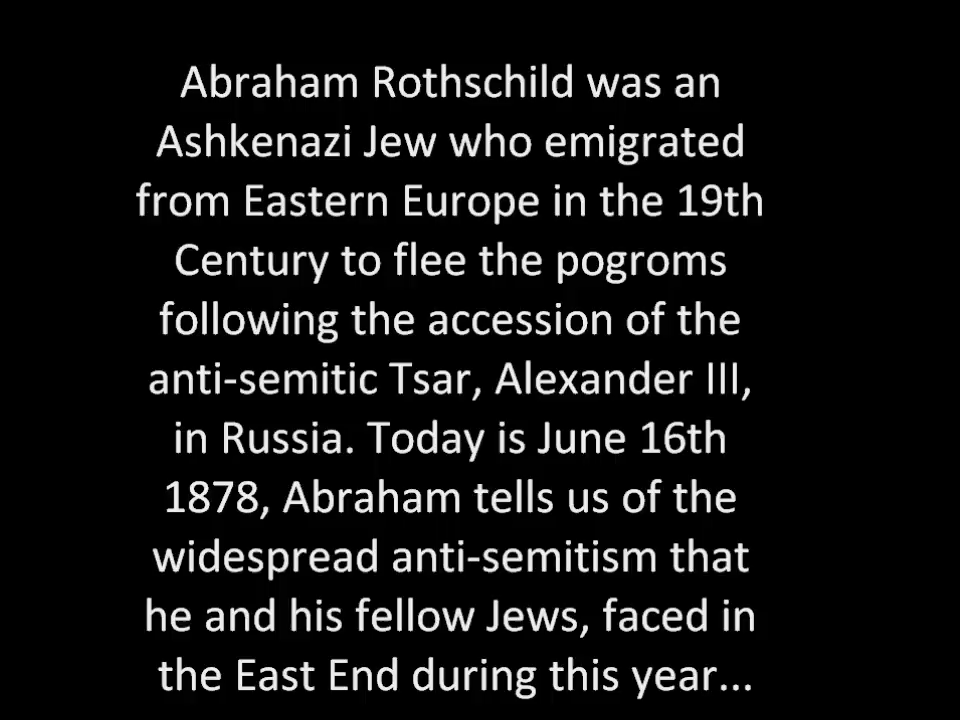 Abraham Rothschild was an
Ashkenazi Jew who emigrated
from Eastern Europe in the 19th
Century to flee the pogroms
following the accession of the
anti-semitic Tsar, Alexander III,
in Russia. Today is June 16th
1878, Abraham tells us of the
widespread anti-semitism that
he and his fellow Jews, faced in
the East End during this year...